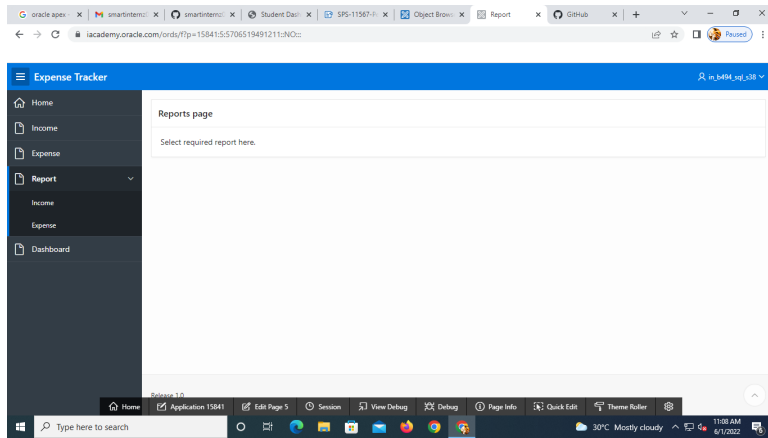 oracle apex
smartinternz
smartinternz
Student Dash
SPS-11567-P
Object Brows
Report
GitHub
iacademy.oracle.com/ords/f?p=15841:5:5706519491211::NO:::
Paused
Expense Tracker
in_b494_sql_s38
Home
Income
Expense
Report
Income
Expense
Dashboard
Reports page
Select required report here.
Release 1.0
Home
Application 15841
Edit Page 5
Session
View Debug
Debug
Page Info
Quick Edit
Theme Roller
Type here to search
30°C Mostly cloudy
11:08 AM
6/1/2022